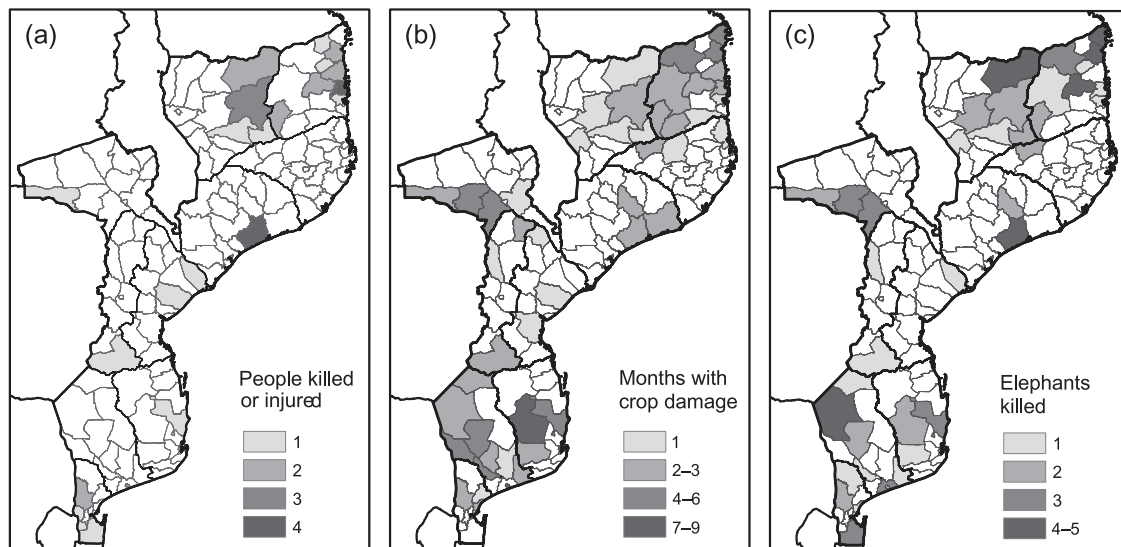 (a)
People killed
or injured
1
2
3
4
(b)
Months with
crop damage
1
2–3
4–6
7–9
(c)
Elephants
killed
1
2
3
4–5